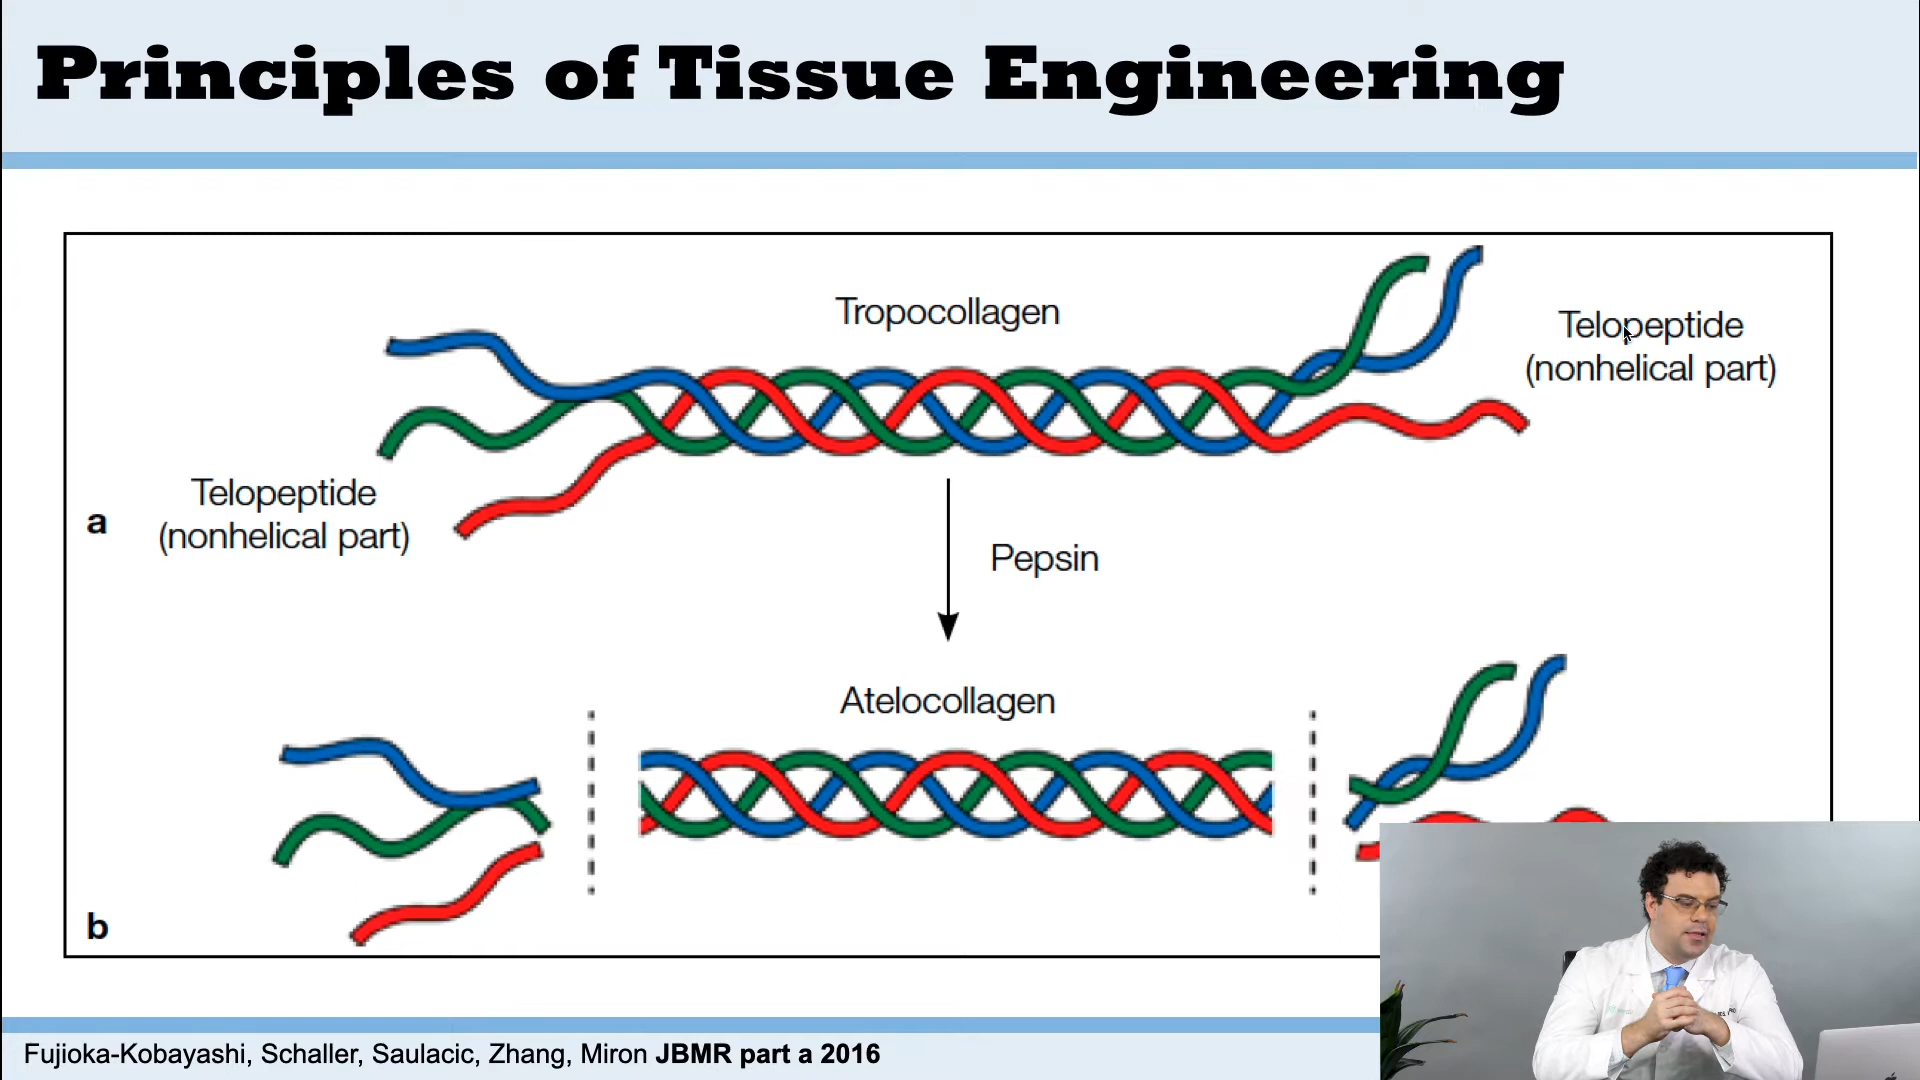 Principles of Tissue Engineering
Tropocollagen
Telopeptide
(nonhelical part)
Telopeptide
(nonhelical part)
a
Pepsin
Atelocollagen
b
Fujioka-Kobayashi, Schaller, Saulacic, Zhang, Miron JBMR part a 2016